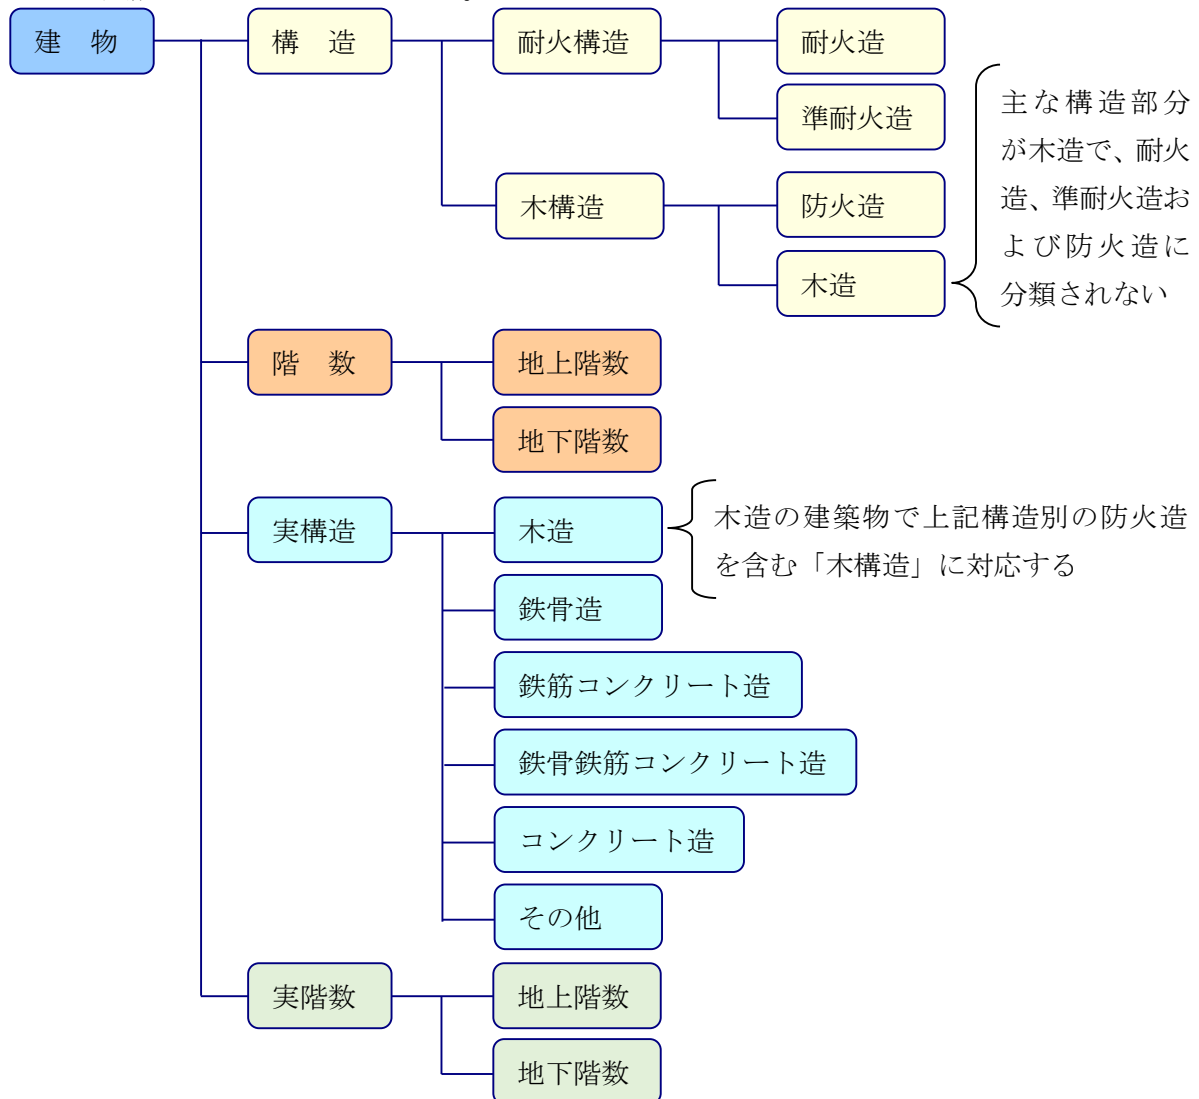 建　物
構　造
耐火構造
耐火造
準耐火造
主な構造部分
が木造で、耐火
造、準耐火造お
よび防火造に
分類されない
木構造
防火造
木造
階　数
地上階数
地下階数
実構造
木造
木造の建築物で上記構造別の防火造
を含む「木構造」に対応する
鉄骨造
鉄筋コンクリート造
鉄骨鉄筋コンクリート造
コンクリート造
その他
実階数
地上階数
地下階数